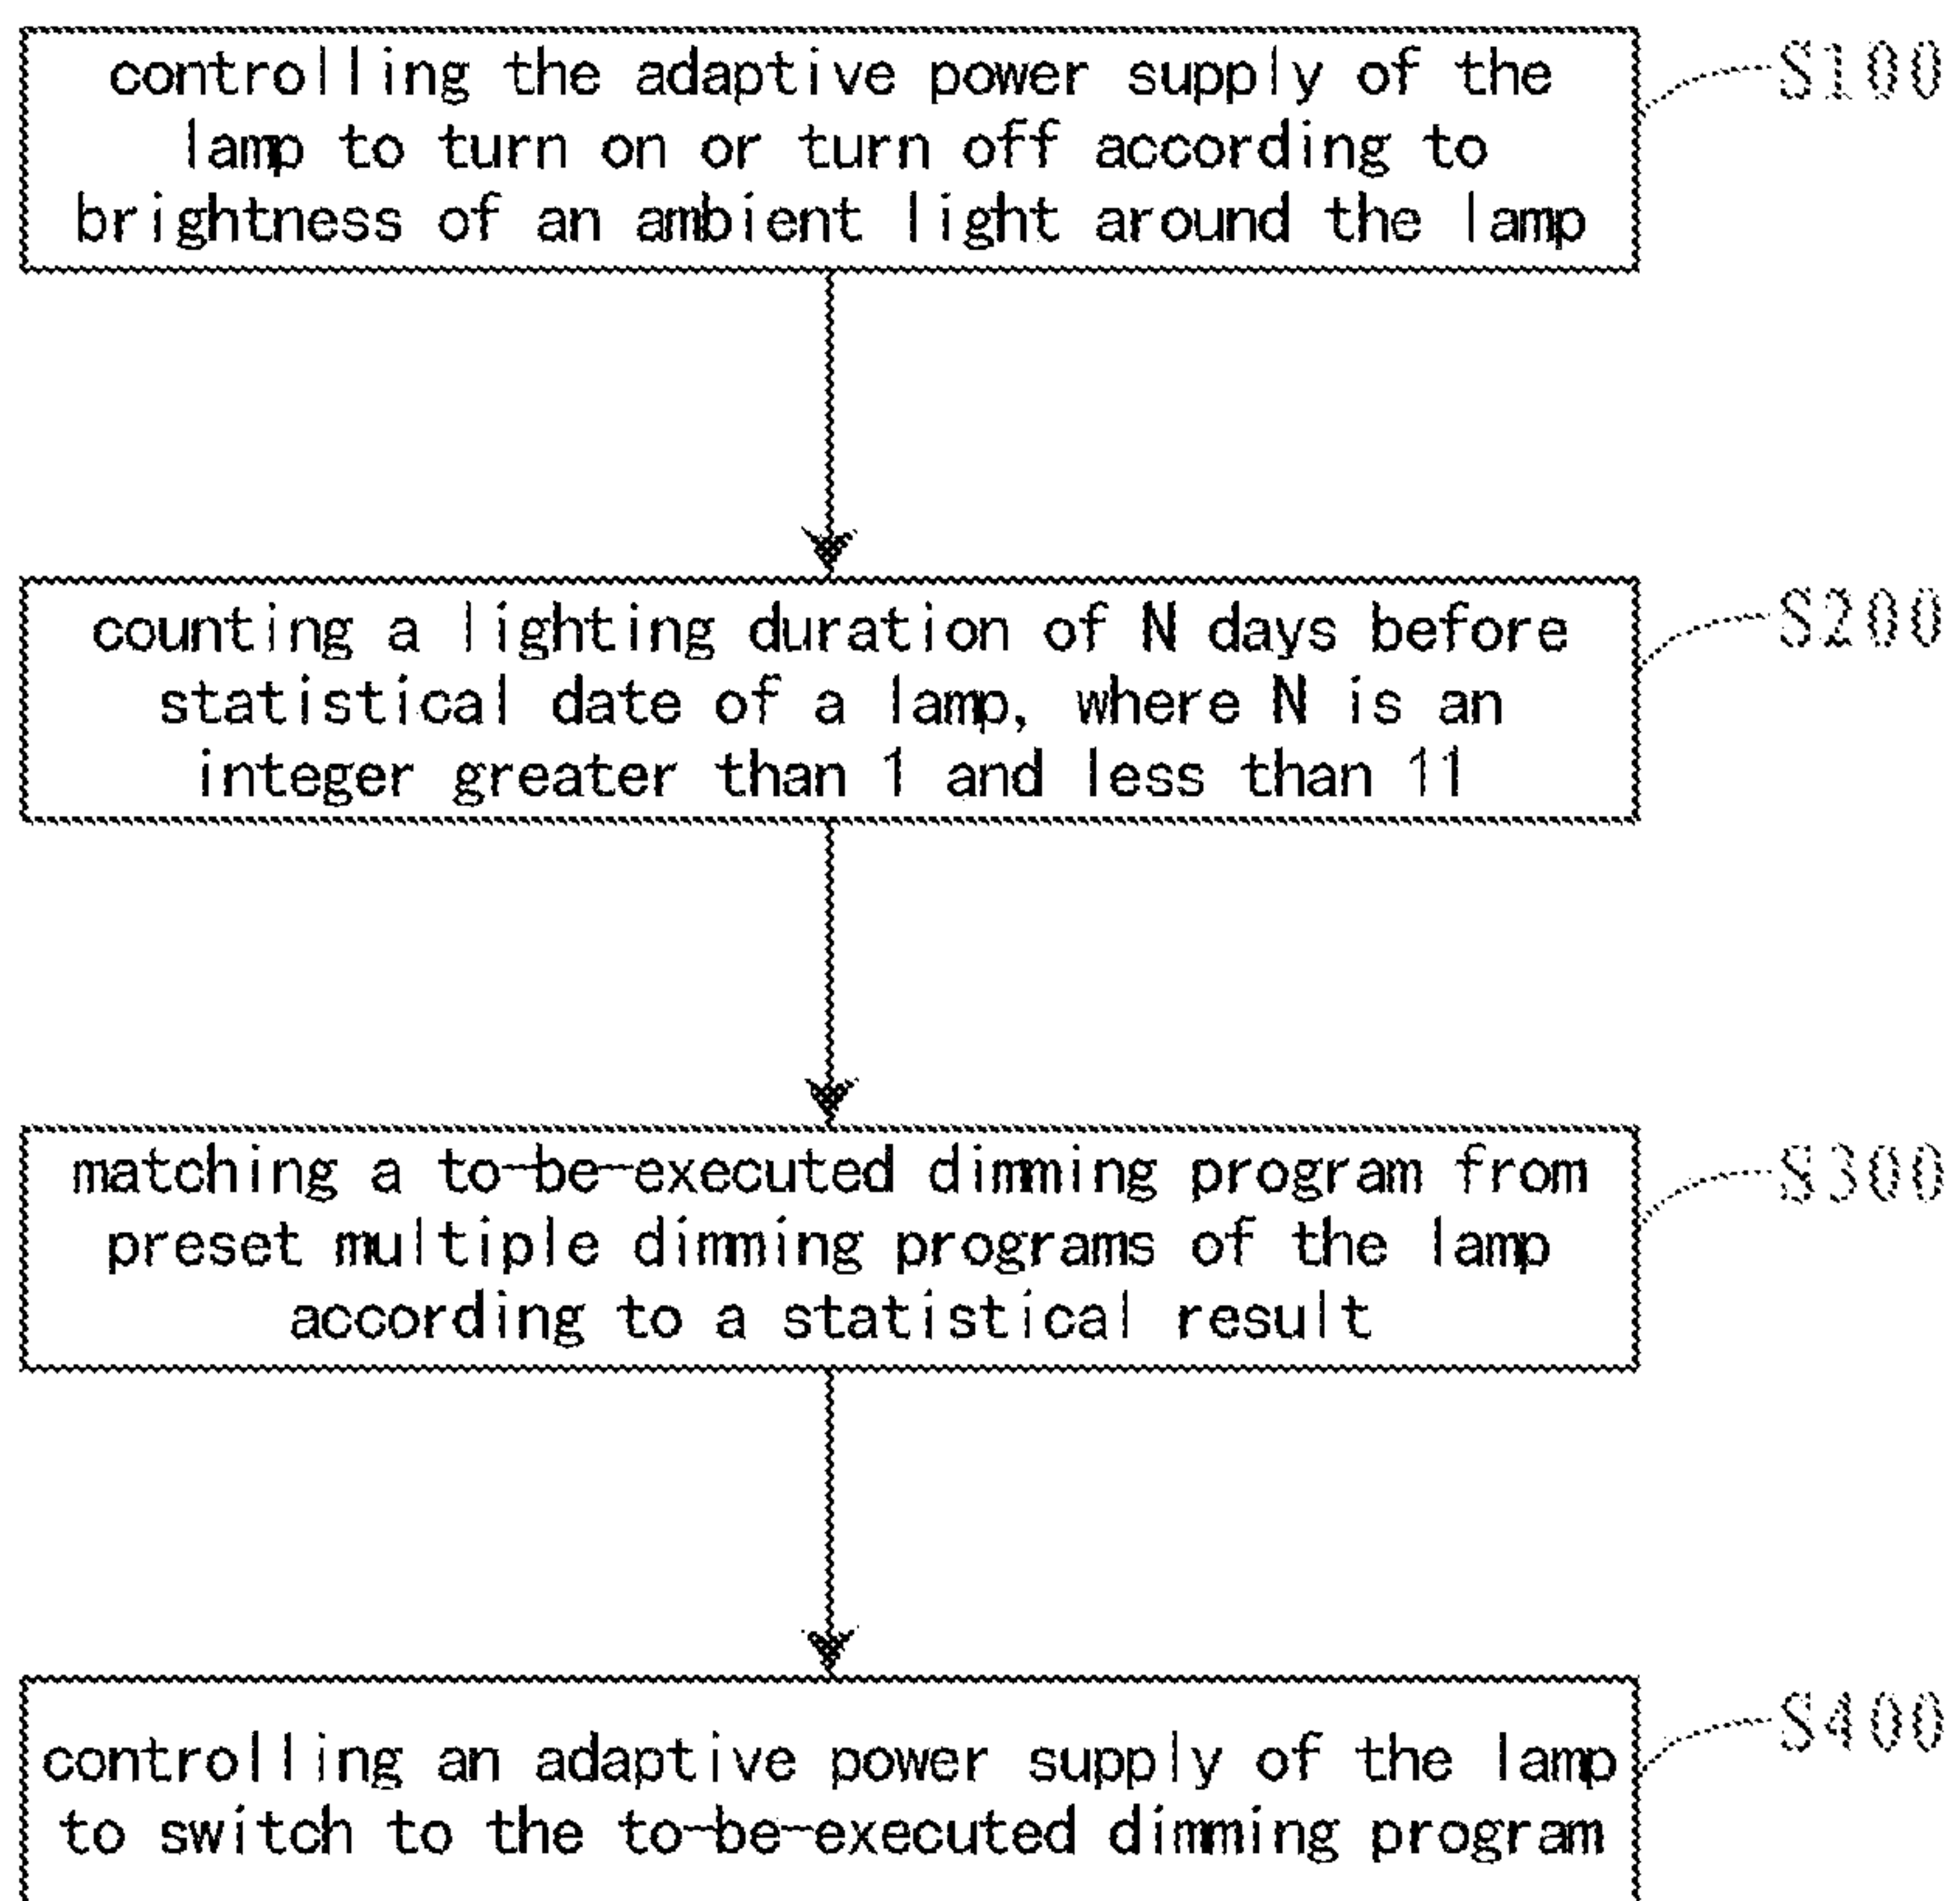 controlling the adaptive power supply of the
lamp to turn on or turn off according to
brightness of an ambient light around the lamp
S100
counting a lighting duration of N days before
statistical date of a lamp, where N is an
integer greater than 1 and less than 11
S200
matching a to-be-executed dimming program from
preset multiple dimming programs of the lamp
according to a statistical result
S300
controlling an adaptive power supply of the lamp
to switch to the to-be-executed dimming program
S400